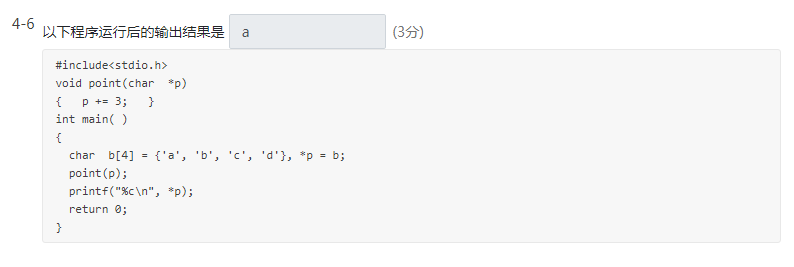 4-6 以下程序运行后的输出结果是 a (3分)
#include<stdio.h>
void point(char  *p)
{   p += 3;   }
int main( )
{
  char  b[4] = {'a', 'b', 'c', 'd'}, *p = b;
  point(p);
  printf("%c\n", *p);
  return 0;
}